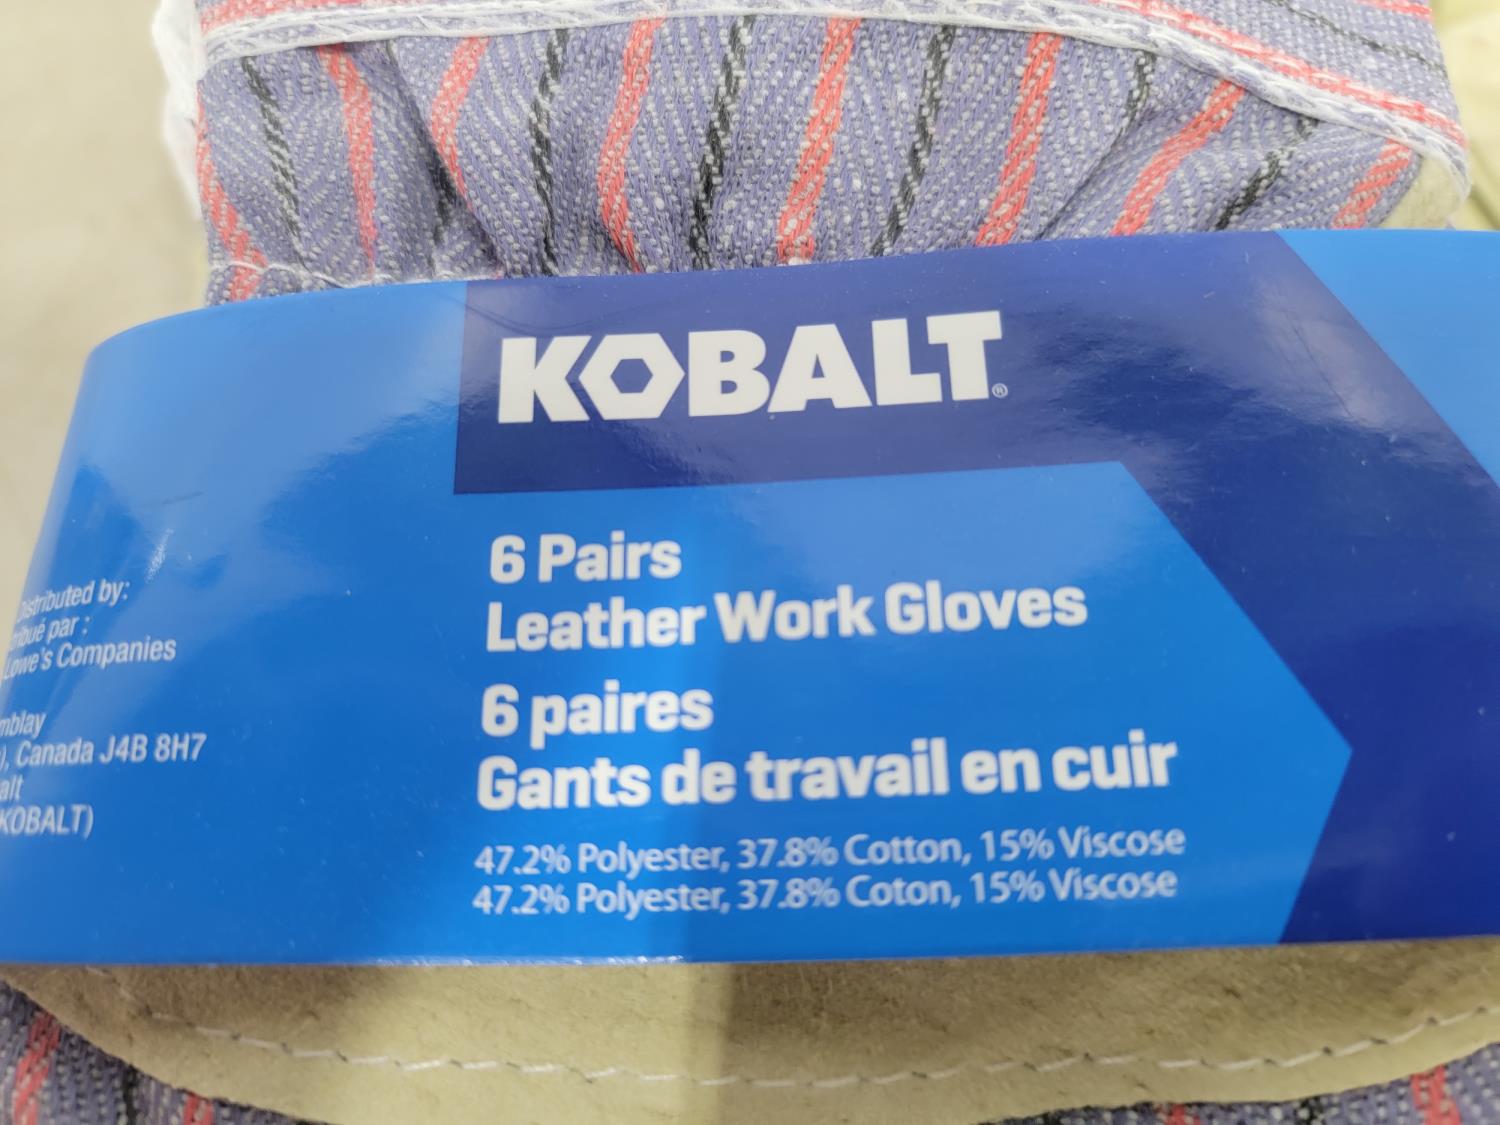 KOBALT®
6 Pairs
Leather Work Gloves
6 paires
Gants de travail en cuir
47.2% Polyester, 37.8% Cotton, 15% Viscose
47.2% Polyester, 37.8% Coton, 15% Viscose
Distributed by:
par :
Lowe's Companies
Canada J4B 8H7
KOBALT)